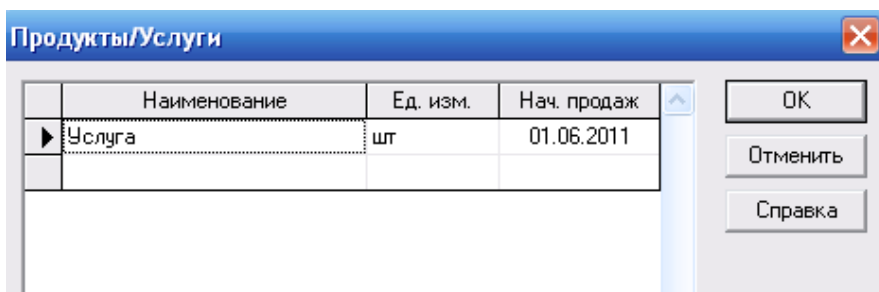 Продукты/Услуги
Наименование Ед. изм. Нач. продаж
OK
Услуга шт 01.06.2011
Отменить
Справка